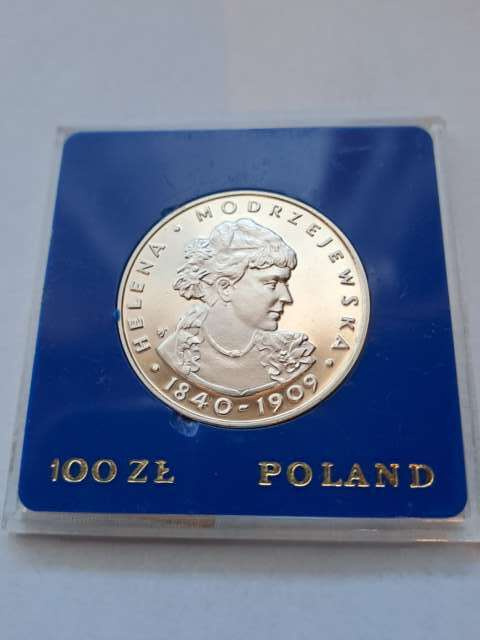 HELENA · MODRZEJEWSKA
· 1840-1909 ·
100 ZŁ POLAND